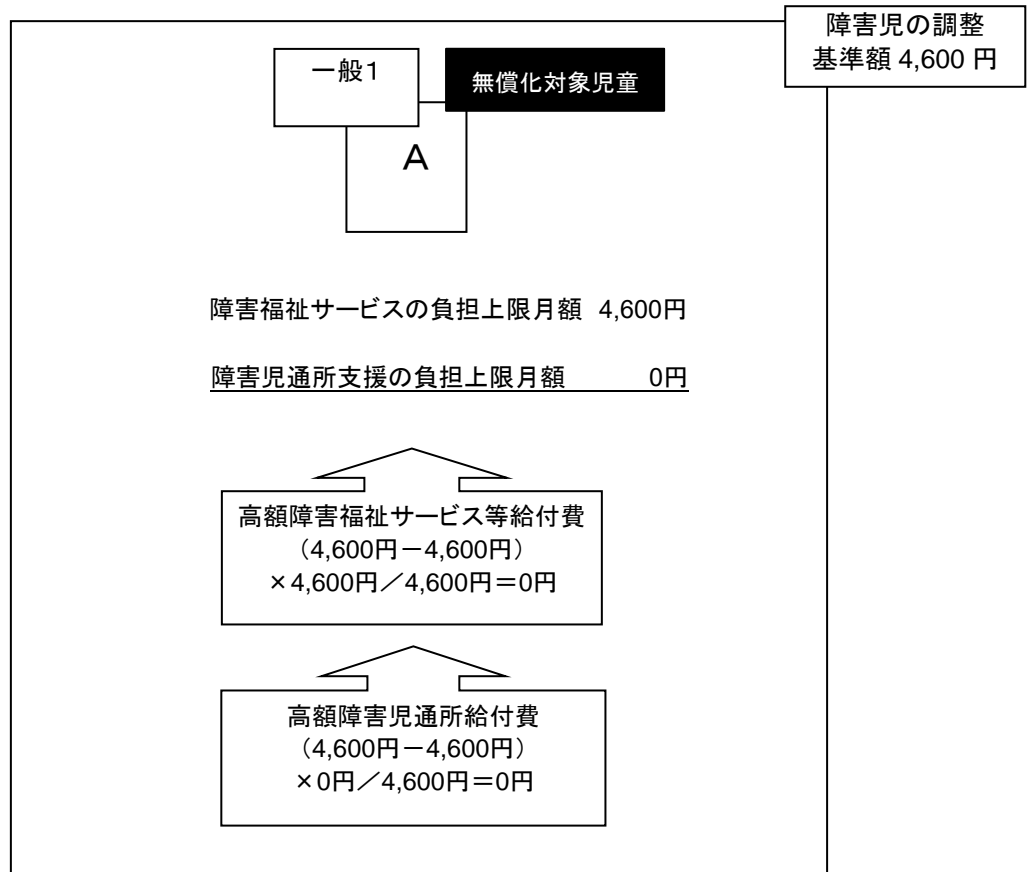 障害児の調整
基準額 4,600 円
一般1
無償化対象児童
A
障害福祉サービスの負担上限月額 4,600円
障害児通所支援の負担上限月額 0円
高額障害福祉サービス等給付費
(4,600円－4,600円)
×4,600円／4,600円＝0円
高額障害児通所給付費
(4,600円－4,600円)
×0円／4,600円＝0円